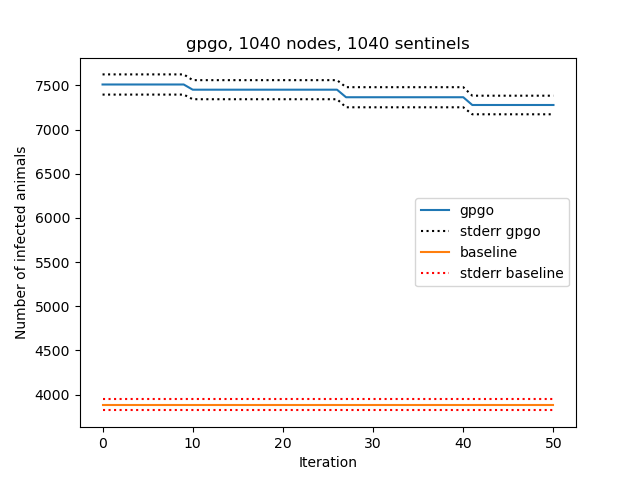 gpgo, 1040 nodes, 1040 sentinels
Number of infected animals
7500
7000
6500
6000
5500
5000
4500
4000
gpgo
stderr gpgo
baseline
stderr baseline
0 10 20 30 40 50
Iteration